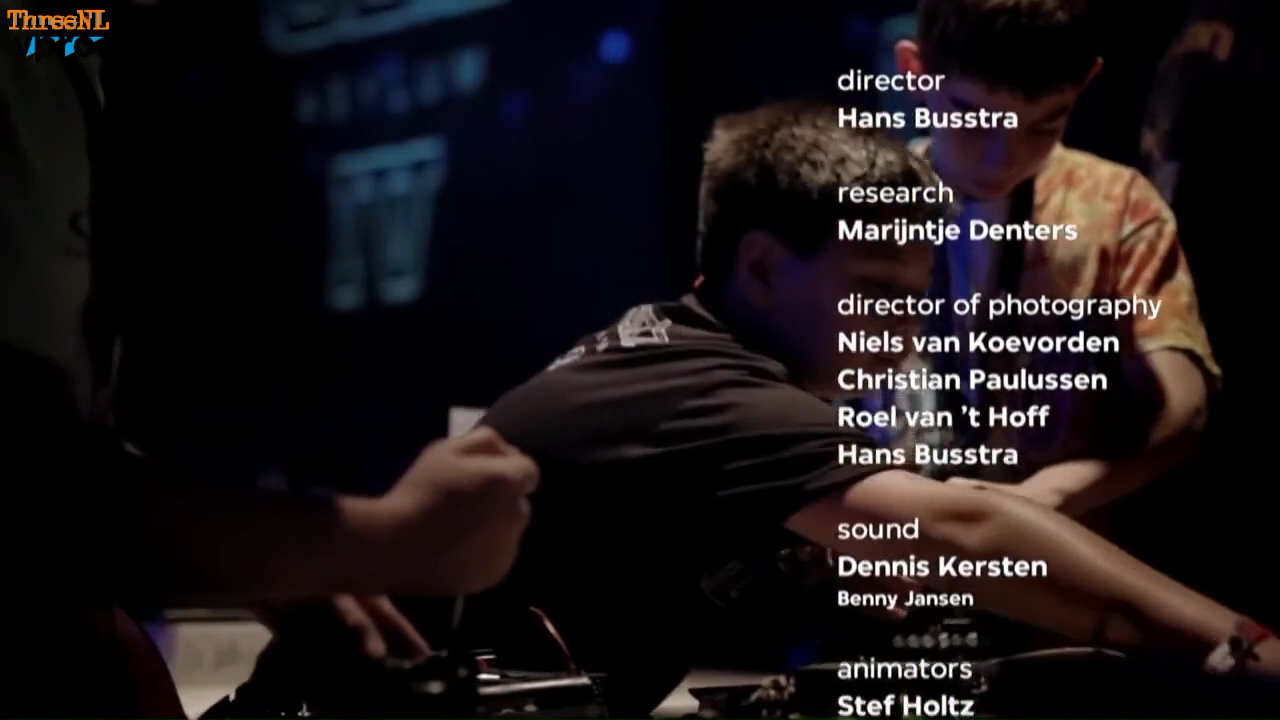 ThreeNL
director
Hans Busstra
research
Marijntje Denters
director of photography
Niels van Koevorden
Christian Paulussen
Roel van ’t Hoff
Hans Busstra
sound
Dennis Kersten
Benny Jansen
animators
Stef Holtz